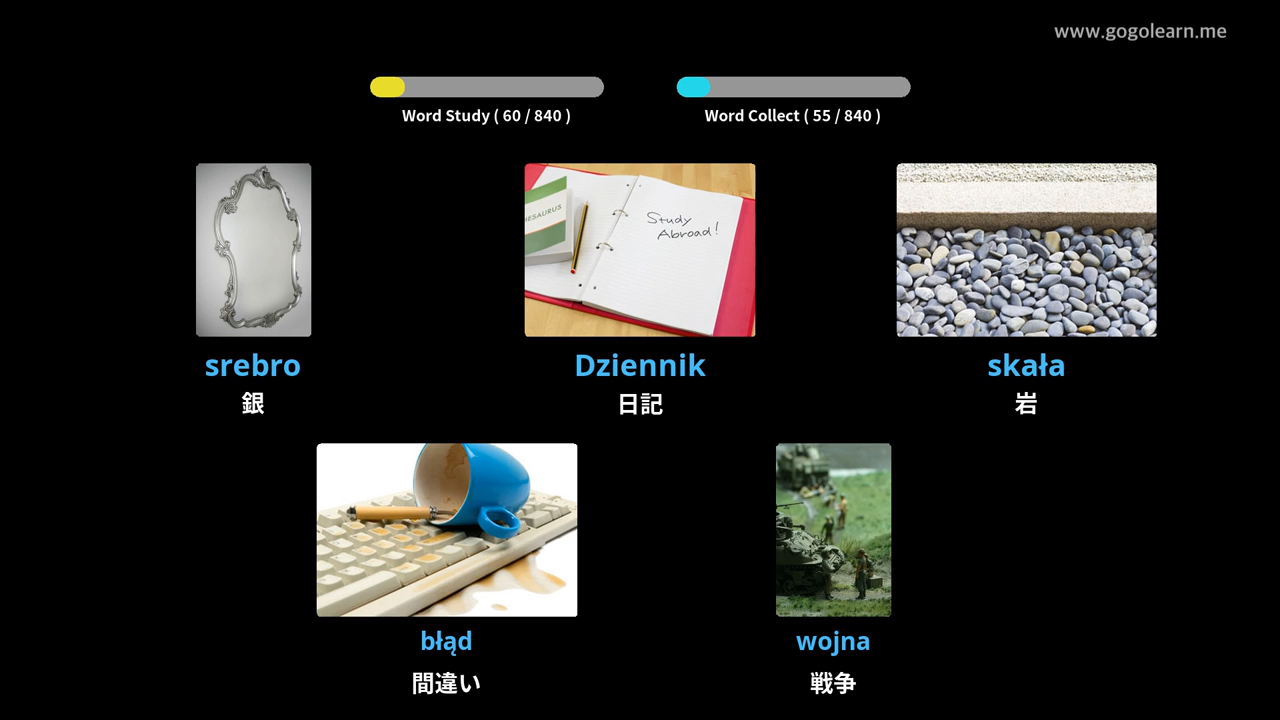 www.gogolearn.me
Word Study ( 60 / 840 )
Word Collect ( 55 / 840 )
THESAURUS
Study
Abroad!
srebro
Dziennik
skała
銀
日記
岩
błąd
wojna
間違い
戦争